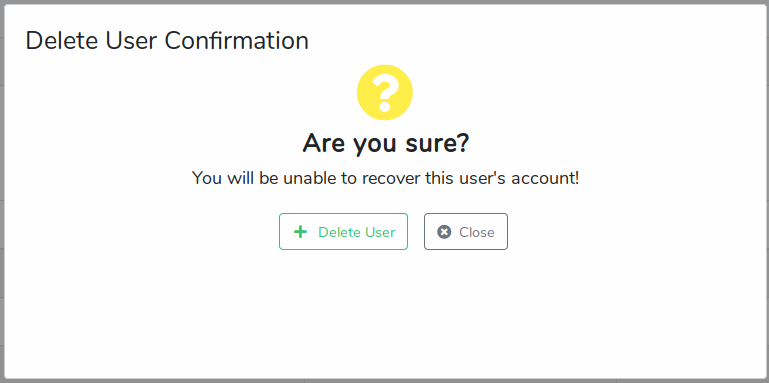 Delete User Confirmation
?
Are you sure?
You will be unable to recover this user's account!
Delete User
Close